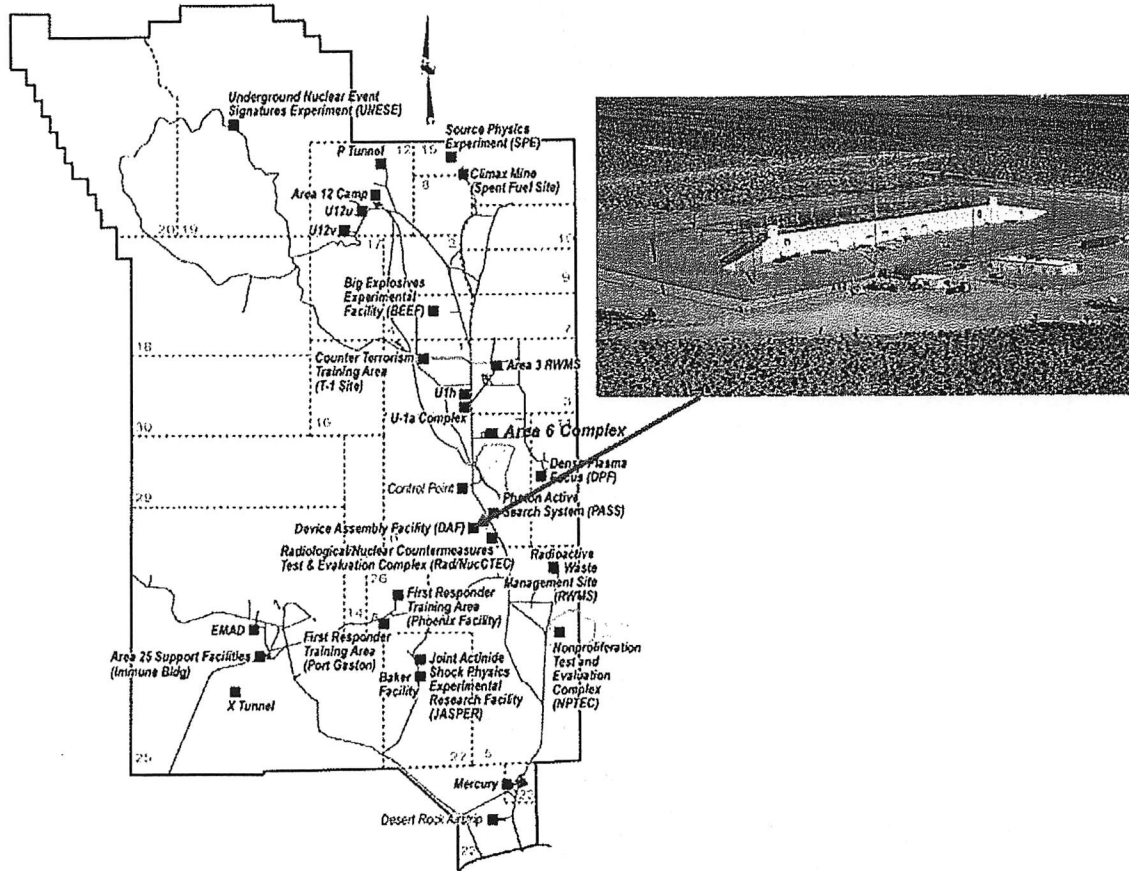 Underground Nuclear Event
Signatures Experiment (UNESE)
Source Physics
Experiment (SPE)
P Tunnel
12
15
8
Climax Mine
(Spent Fuel Site)
Area 12 Camp
U12u
U12v
20
19
17
2
10
9
Big Explosives
Experimental
Facility (BEEF)
7
18
1
Counter Terrorism
Training Area
(T-1 Site)
Area 3 RWMS
U1h
U-1a Complex
3
30
16
11
Area 6 Complex
Dense Plasma
Focus (DPF)
Control Point
29
Photon Active
Search System (PASS)
Device Assembly Facility (DAF)
Radiological/Nuclear Countermeasures
Test & Evaluation Complex (Rad/NucCTEC)
Radioactive
Waste
Management Site
(RWMS)
26
First Responder
Training Area
(Phoenix Facility)
14
EMAD
First Responder
Training Area
(Port Gaston)
Nonproliferation
Test and
Evaluation
Complex
(NPTEC)
Area 25 Support Facilities
(Immune Bldg)
Joint Actinide
Shock Physics
Experimental
Research Facility
(JASPER)
Baker
Facility
X Tunnel
25
27
5
Mercury
23
Desert Rock Airstrip
22